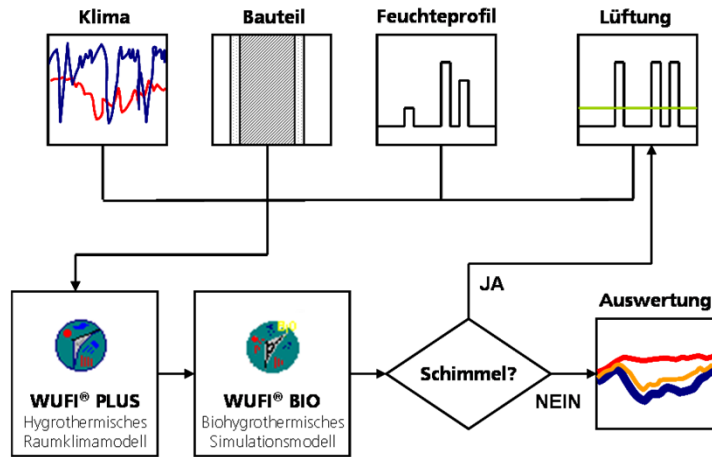 Klima
Bauteil
Feuchteprofil
Lüftung
JA
Auswertung
Schimmel?
NEIN
WUFI® PLUS
Hygrothermisches
Raumklimamodell
WUFI® BIO
Biohygrothermisches
Simulationsmodell